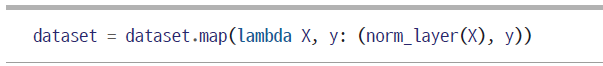 dataset = dataset.map(lambda X, y: (norm_layer(X), y))